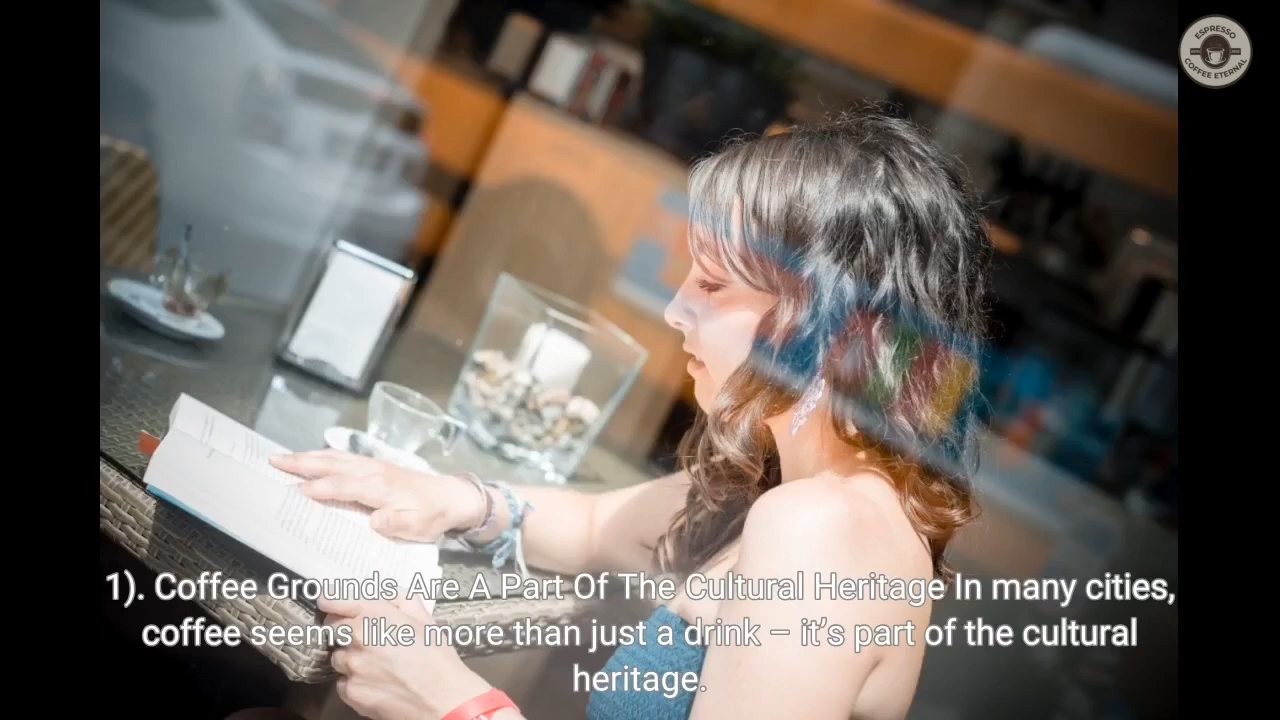 ESPRESSO
COFFEE ETERNAL
1). Coffee Grounds Are A Part Of The Cultural Heritage In many cities,
coffee seems like more than just a drink – it's part of the cultural
heritage.